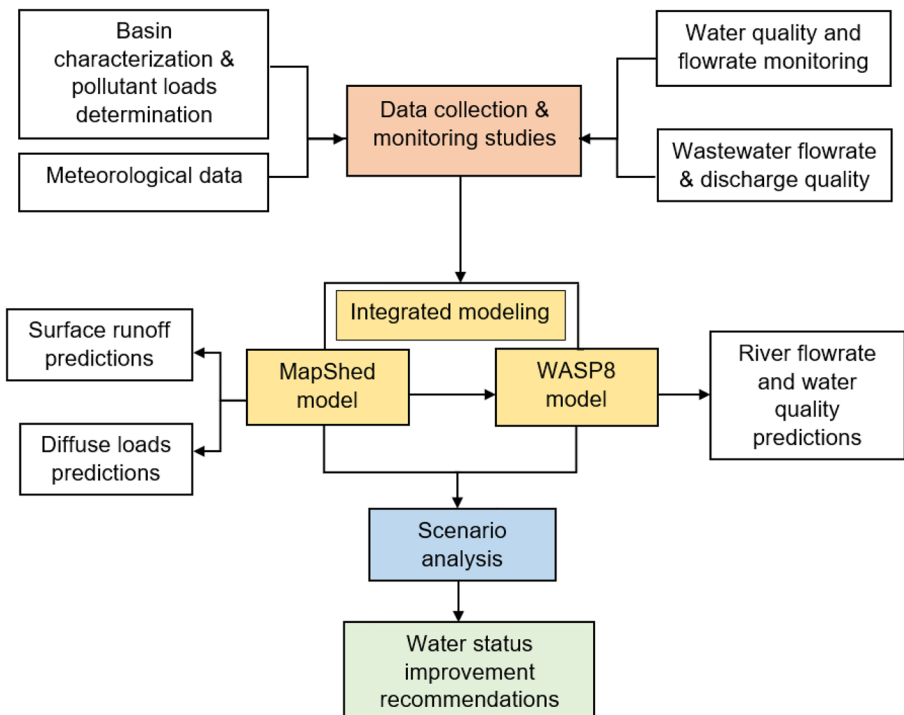 Basin
characterization &
pollutant loads
determination
Meteorological data
Data collection &
monitoring studies
Water quality and
flowrate monitoring
Wastewater flowrate
& discharge quality
Integrated modeling
Surface runoff
predictions
Diffuse loads
predictions
MapShed
model
WASP8
model
River flowrate
and water
quality
predictions
Scenario
analysis
Water status
improvement
recommendations